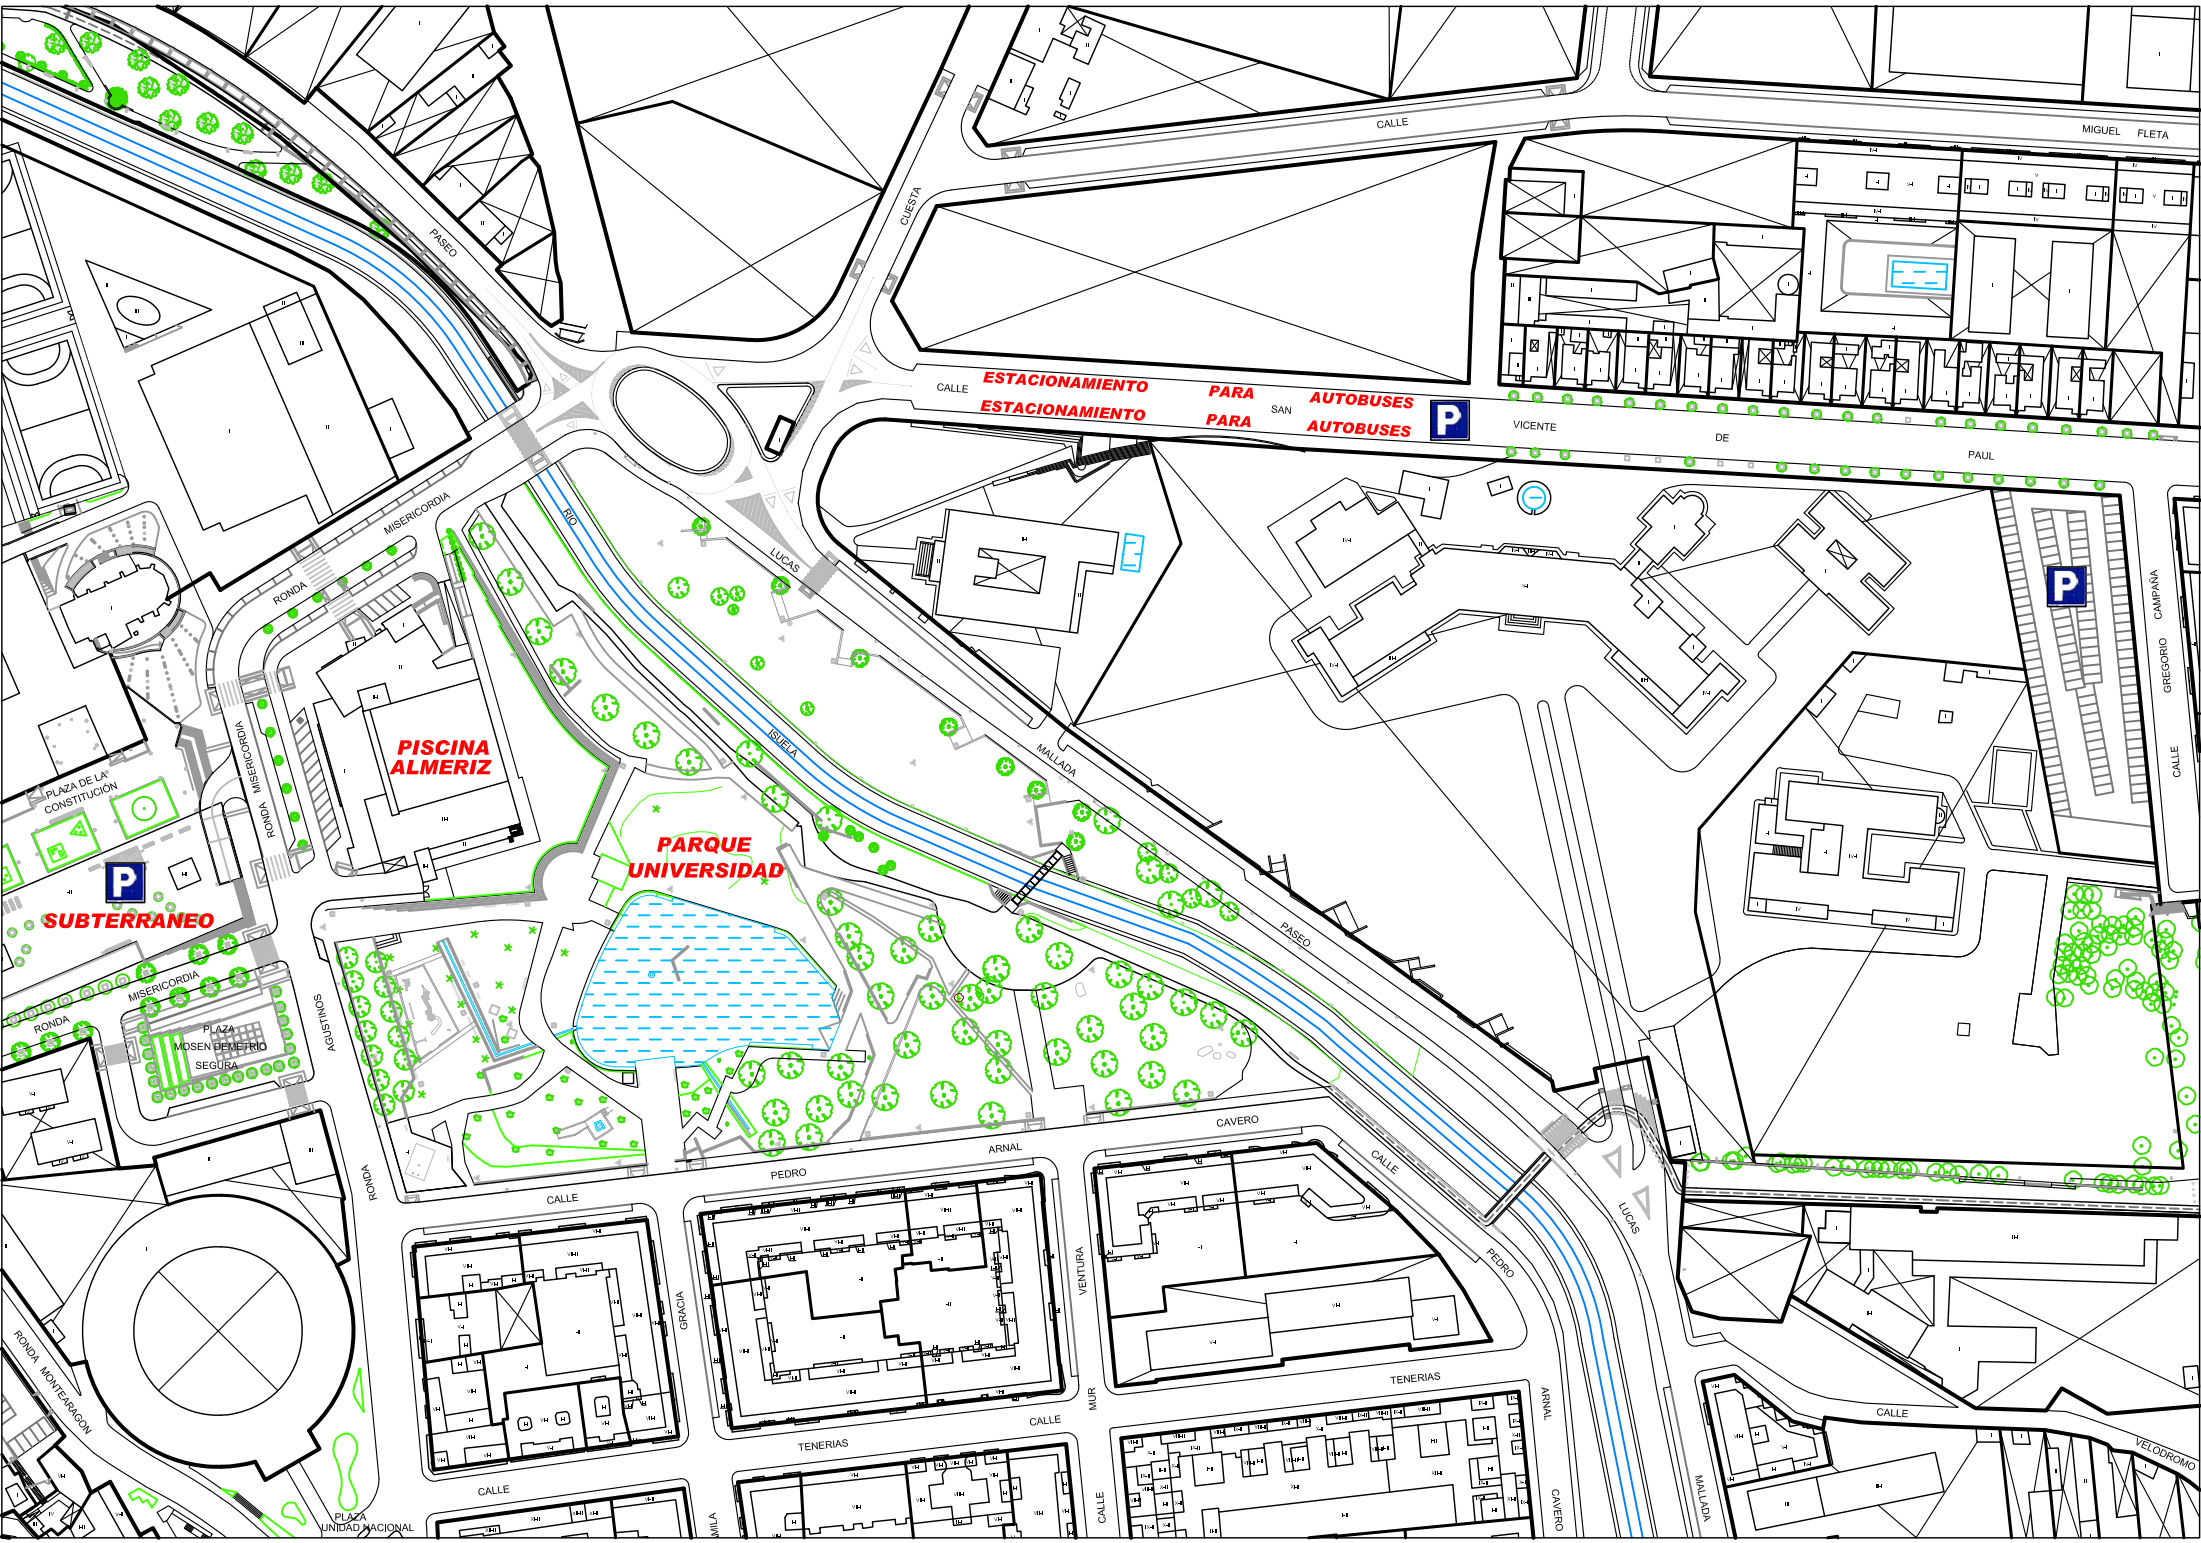 CALLE
MIGUEL FLETA
CUESTA
PASEO
CALLE
ESTACIONAMIENTO PARA AUTOBUSES
SAN
ESTACIONAMIENTO PARA AUTOBUSES
P
VICENTE
DE
PAUL
RIO
MISERICORDIA
LUCAS
RONDA
P
CAMPAÑA
GREGORIO
CALLE
PISCINA
ALMERIZ
ISUELA
MALLADA
RONDA MISERICORDIA
PLAZA DE LA
CONSTITUCIÓN
PARQUE
UNIVERSIDAD
P
SUBTERRANEO
PASEO
MISERICORDIA
RONDA
AGUSTINOS
PLAZA
MOSEN DEMETRIO
SEGURA
RONDA
CALLE
PEDRO
ARNAL
CAVERO
CALLE
LUCAS
PEDRO
GRACIA
VENTURA
MUR
CALLE
TENERIAS
CALLE
TENERIAS
CALLE
ARNAL
CAVERO
MALLADA
CALLE
VELODROMO
RONDA MONTEARAGON
PLAZA
UNIDAD NACIONAL
MILA